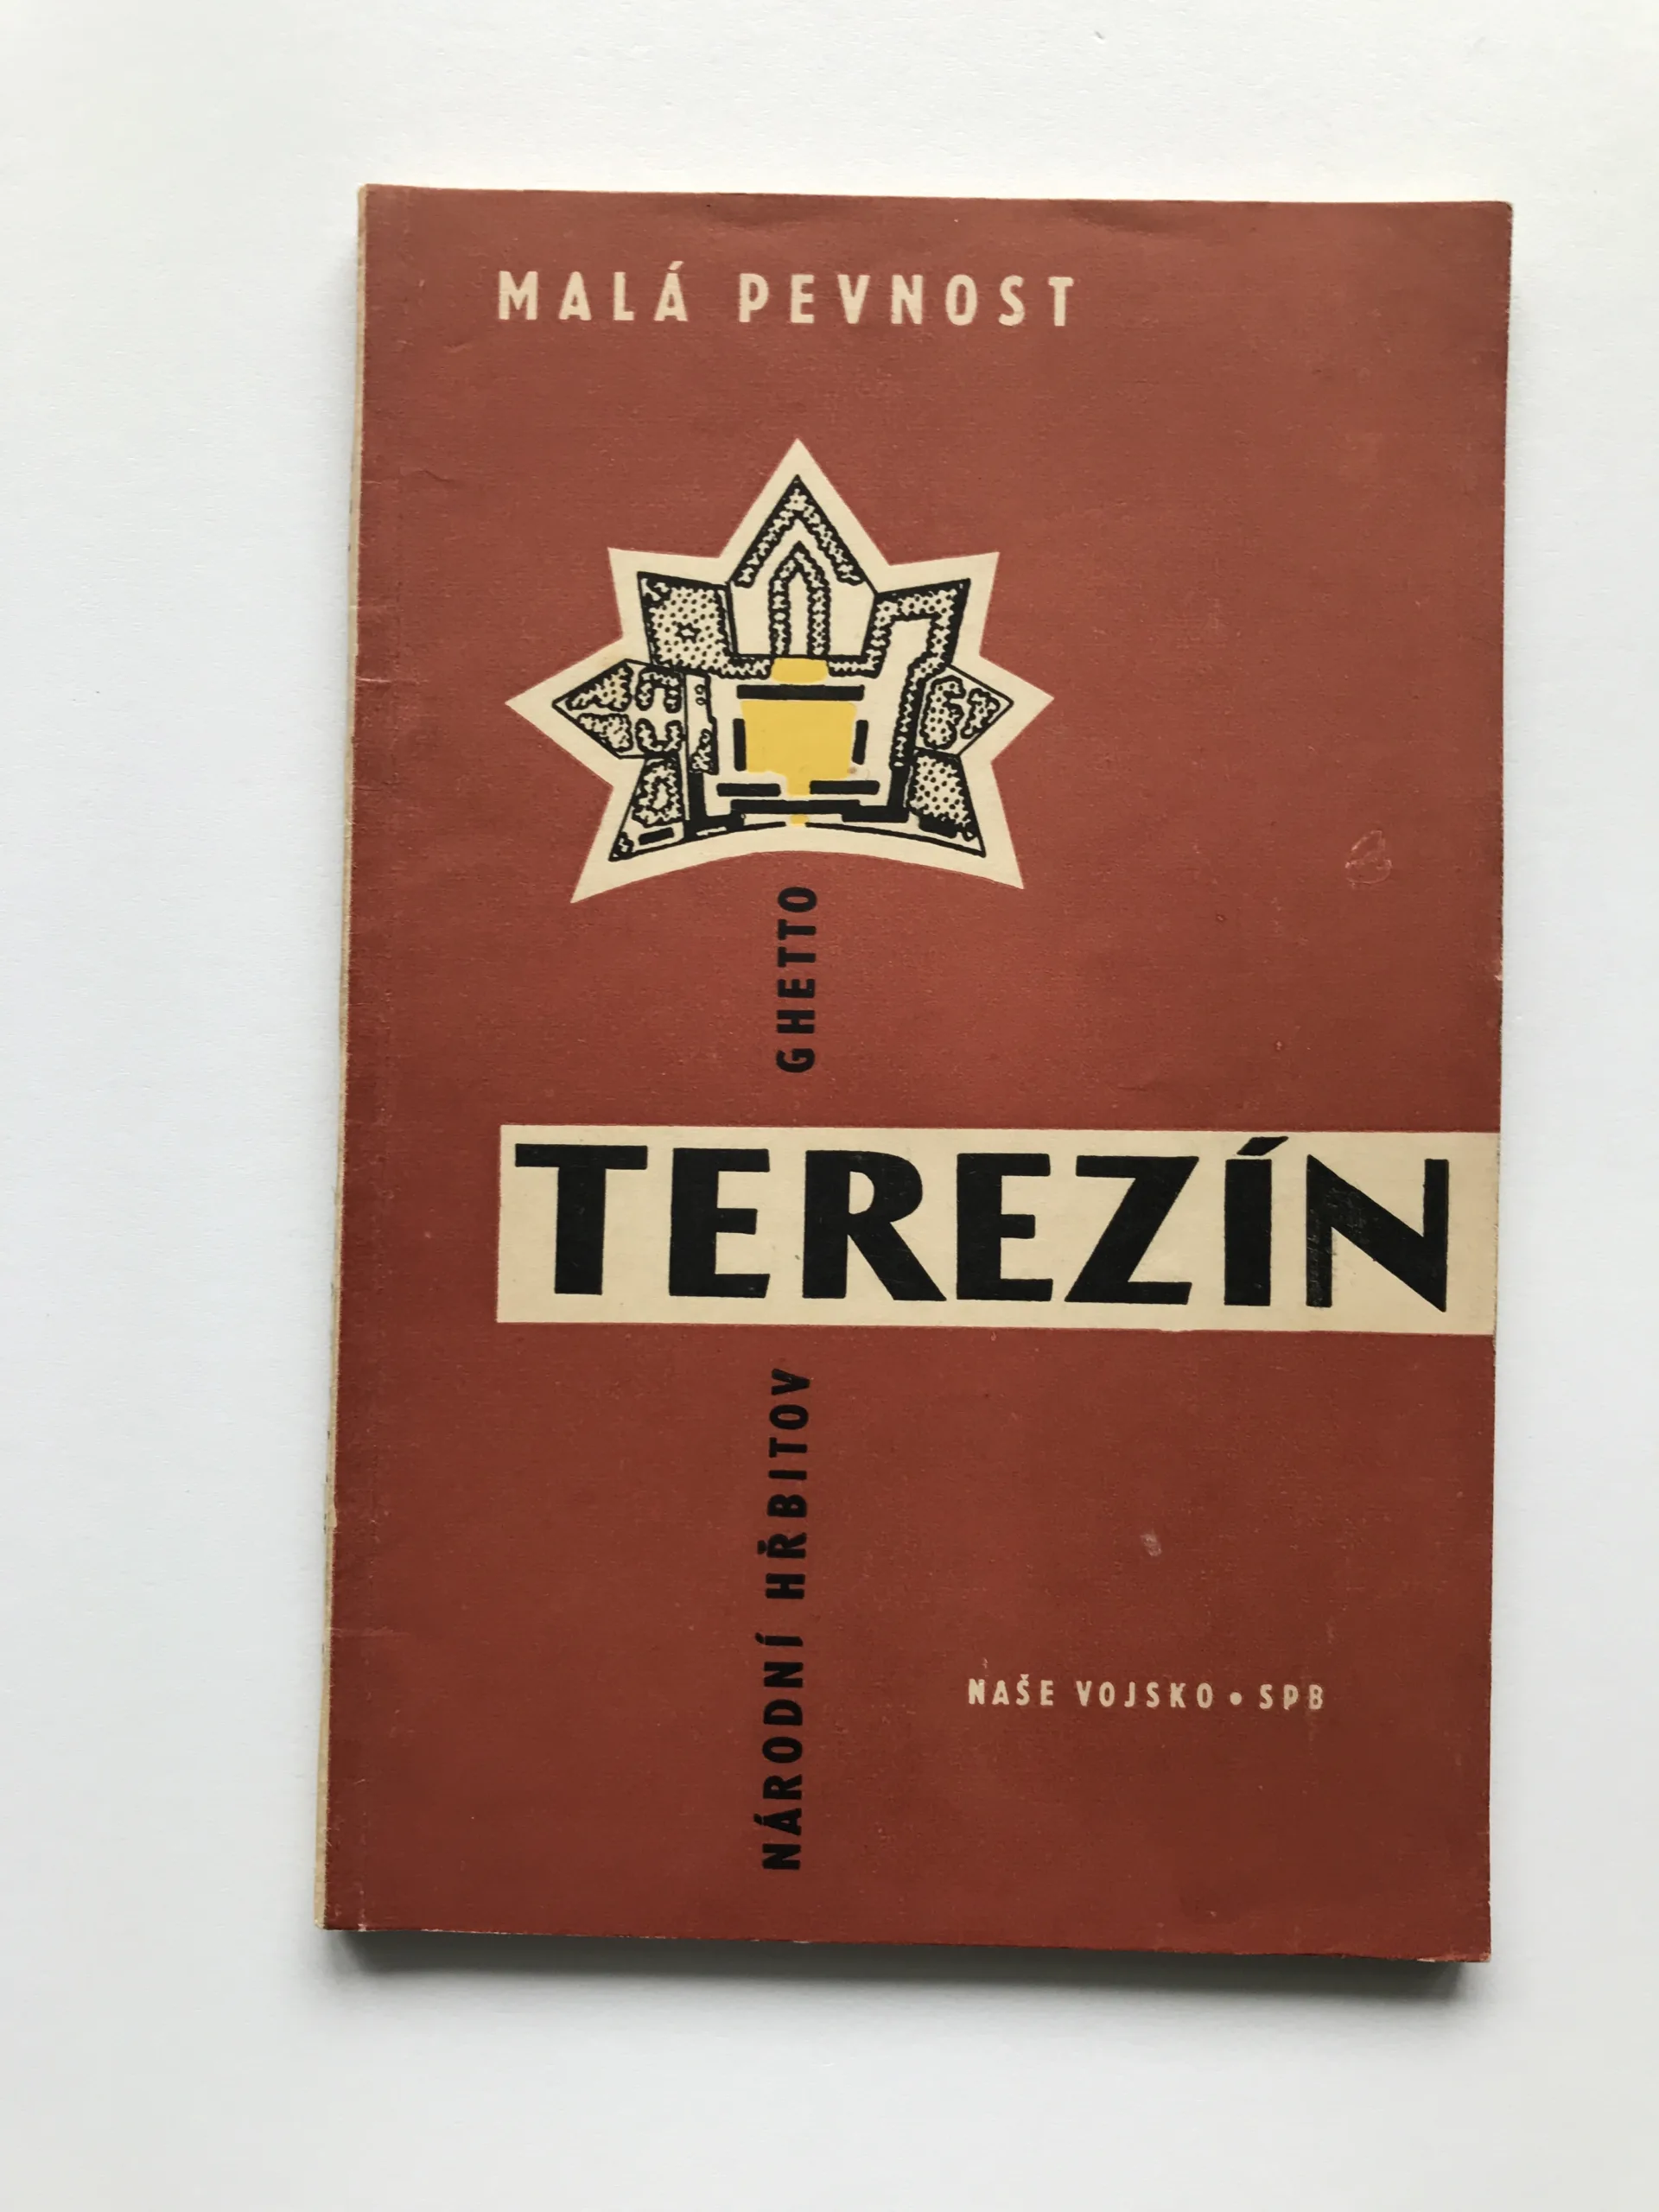 MALÁ PEVNOST
GHETTO
TEREZÍN
NÁRODNÍ HŘBITOV
NAŠE VOJSKO • SPB